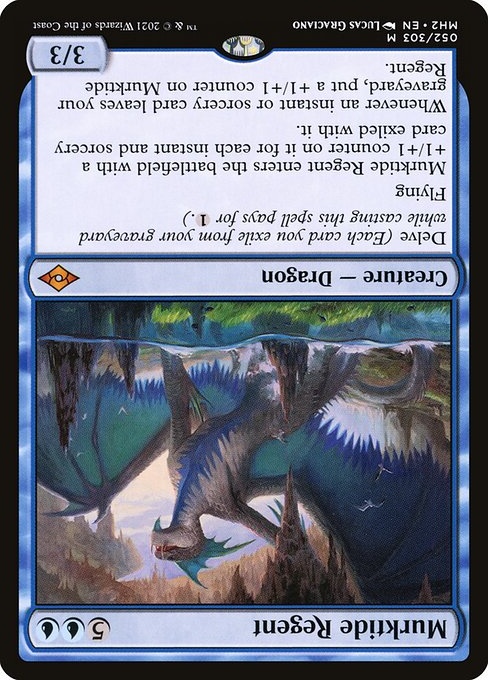 Murktide Regent 5
Creature — Dragon
Delve (Each card you exile from your graveyard
while casting this spell pays for 1.)
Flying
Murktide Regent enters the battlefield with a
+1/+1 counter on it for each instant and sorcery
card exiled with it.
Whenever an instant or sorcery card leaves your
graveyard, put a +1/+1 counter on Murktide
Regent.
3/3
052/303 M
MH2 • EN Lucas Graciano
™ & © 2021 Wizards of the Coast